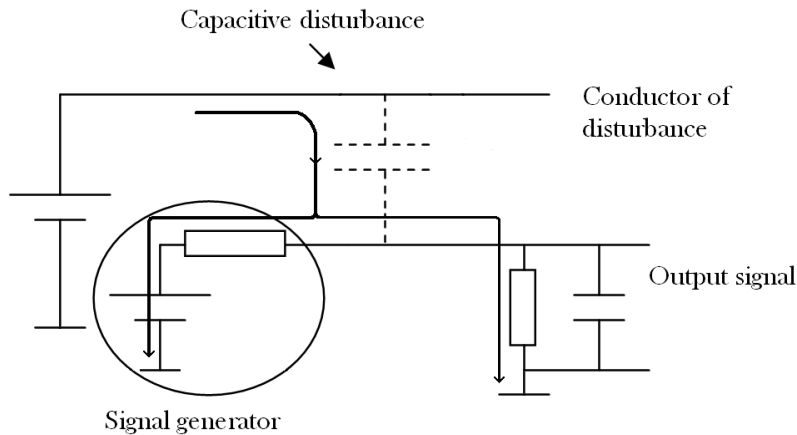 Capacitive disturbance
Conductor of
disturbance
Output signal
Signal generator